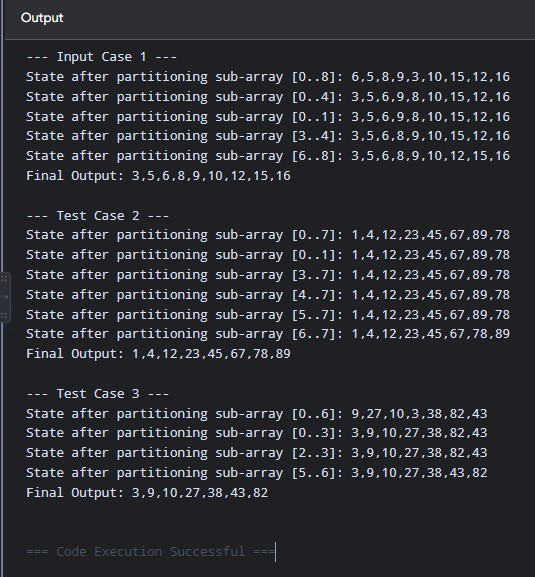 Output
--- Input Case 1 ---
State after partitioning sub-array [0..8]: 6,5,8,9,3,10,15,12,16
State after partitioning sub-array [0..4]: 3,5,6,9,8,10,15,12,16
State after partitioning sub-array [0..1]: 3,5,6,9,8,10,15,12,16
State after partitioning sub-array [3..4]: 3,5,6,8,9,10,15,12,16
State after partitioning sub-array [6..8]: 3,5,6,8,9,10,12,15,16
Final Output: 3,5,6,8,9,10,12,15,16
--- Test Case 2 ---
State after partitioning sub-array [0..7]: 1,4,12,23,45,67,89,78
State after partitioning sub-array [0..1]: 1,4,12,23,45,67,89,78
State after partitioning sub-array [3..7]: 1,4,12,23,45,67,89,78
State after partitioning sub-array [4..7]: 1,4,12,23,45,67,89,78
State after partitioning sub-array [5..7]: 1,4,12,23,45,67,89,78
State after partitioning sub-array [6..7]: 1,4,12,23,45,67,78,89
Final Output: 1,4,12,23,45,67,78,89
--- Test Case 3 ---
State after partitioning sub-array [0..6]: 9,27,10,3,38,82,43
State after partitioning sub-array [0..3]: 3,9,10,27,38,82,43
State after partitioning sub-array [2..3]: 3,9,10,27,38,82,43
State after partitioning sub-array [5..6]: 3,9,10,27,38,43,82
Final Output: 3,9,10,27,38,43,82
=== Code Execution Successful ===